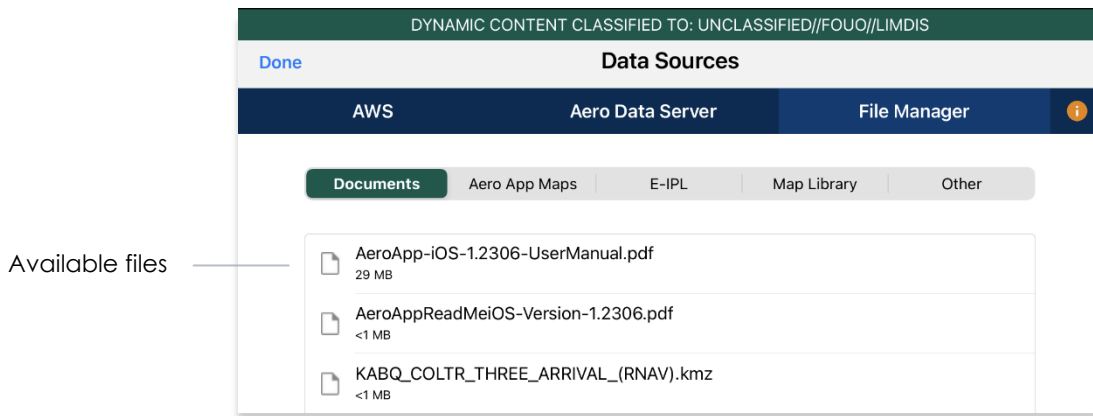 DYNAMIC CONTENT CLASSIFIED TO: UNCLASSIFIED//FOUO//LIMDIS
Done Data Sources
AWS Aero Data Server File Manager i
Documents Aero App Maps E-IPL Map Library Other
Available files
AeroApp-iOS-1.2306-UserManual.pdf
29 MB
AeroAppReadMeiOS-Version-1.2306.pdf
<1 MB
KABQ_COLTR_THREE_ARRIVAL_(RNAV).kmz
<1 MB